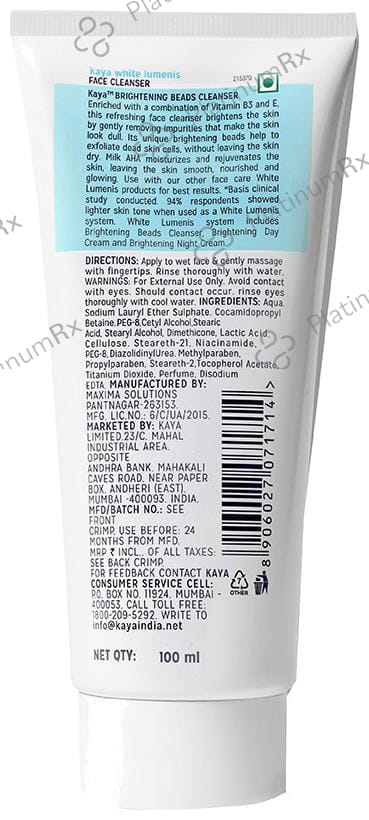 kaya white lumenis
FACE CLEANSER
215370
Kaya™ BRIGHTENING BEADS CLEANSER
Enriched with a combination of Vitamin B3 and E,
this refreshing face cleanser brightens the skin
by gently removing impurities that make the skin
look dull. Its unique brightening beads help to
exfoliate dead skin cells, without leaving the skin
dry. Milk AHA moisturizes and rejuvenates the
skin, leaving the skin smooth, nourished and
glowing. Use with our other face care White
Lumenis products for best results. *Basis clinical
study conducted. 94% respondents showed
lighter skin tone when used as a White Lumenis
system. White Lumenis system includes
Brightening Beads Cleanser, Brightening Day
Cream and Brightening Night Cream.
DIRECTIONS: Apply to wet face & gently massage
with fingertips. Rinse thoroughly with water.
WARNINGS: For External Use Only. Avoid contact
with eyes. Should contact occur, rinse eyes
thoroughly with cool water. INGREDIENTS: Aqua,
Sodium Lauryl Ether Sulphate, Cocamidopropyl
Betaine, PEG-8, Cetyl Alcohol, Stearic
Acid, Stearyl Alcohol, Dimethicone, Lactic Acid,
Cellulose, Steareth-21, Niacinamide,
PEG-8, DiazolidinylUrea, Methylparaben,
Propylparaben, Steareth-2, Tocopherol Acetate,
Titanium Dioxide, Perfume, Disodium
EDTA. MANUFACTURED BY:
MAXIMA SOLUTIONS
PANTNAGAR-263153.
MFG. LIC.NO.: 6/C/UA/2015.
MARKETED BY: KAYA
LIMITED.23/C, MAHAL
INDUSTRIAL AREA,
OPPOSITE
ANDHRA BANK, MAHAKALI
CAVES ROAD, NEAR PAPER
BOX, ANDHERI (EAST),
MUMBAI -400093. INDIA.
MFD/BATCH NO.: SEE
FRONT
CRIMP. USE BEFORE: 24
MONTHS FROM MFD.
MRP ₹ INCL. OF ALL TAXES:
SEE BACK CRIMP.
FOR FEEDBACK CONTACT KAYA
CONSUMER SERVICE CELL:
P.O. BOX NO. 11924, MUMBAI -
400053, CALL TOLL FREE:
1800-209-5292. WRITE TO
info@kayaindia.net
8 906027 071714 >
7
OTHER
NET QTY: 100 ml
PlatinumRx
PlatinumRx
PlatinumRx
PlatinumRx